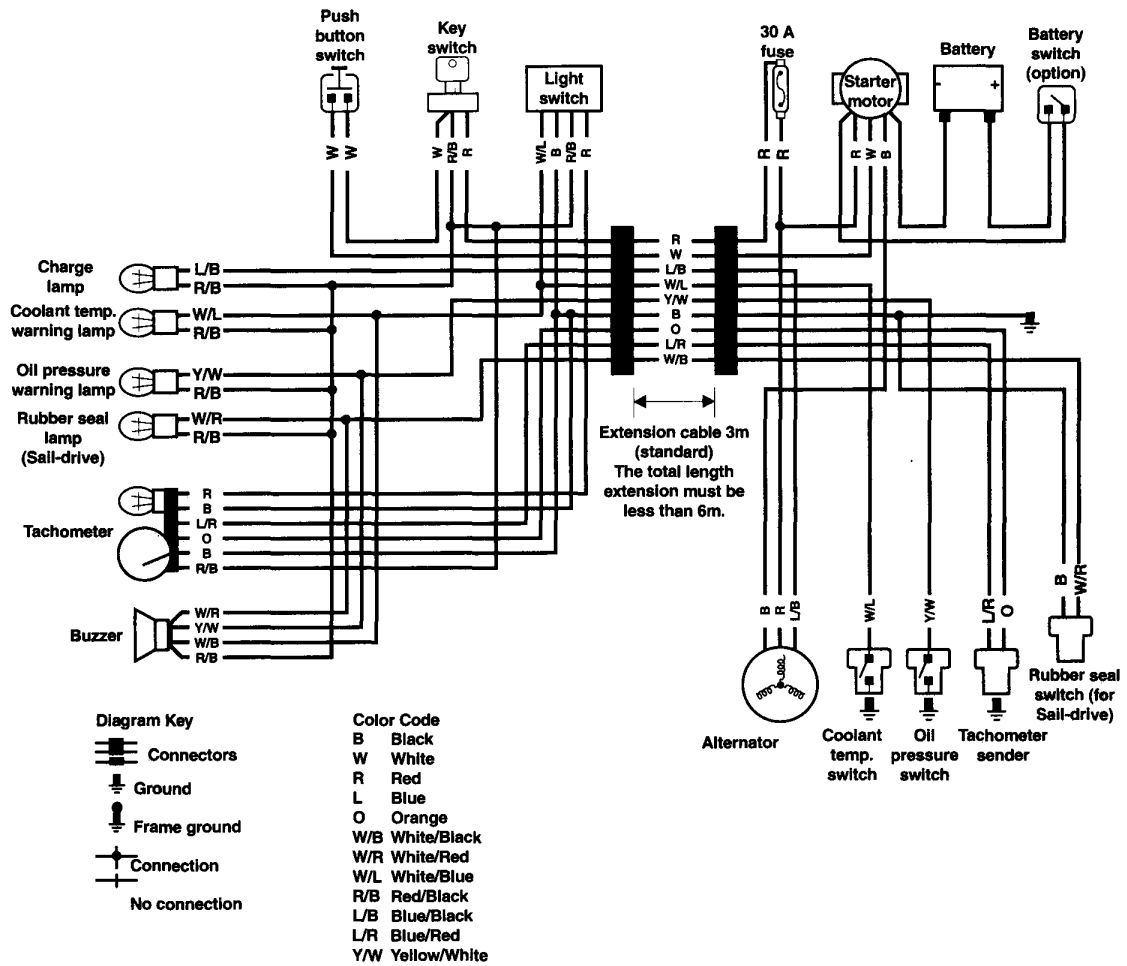 Push
button
switch
Key
switch
Light
switch
30 A
fuse
Starter
motor
Battery
-
+
Battery
switch
(option)
W W
W R/B R
W/L B R/B R
R R
R W B
Charge
lamp
L/B
R/B
Coolant temp.
warning lamp
W/L
R/B
Oil pressure
warning lamp
Y/W
R/B
Rubber seal
lamp
(Sail-drive)
W/R
R/B
R
W
L/B
W/L
Y/W
B
O
L/R
W/B
Extension cable 3m
(standard)
The total length
extension must be
less than 6m.
Tachometer
R
B
L/R
O
B
R/B
Buzzer
W/R
Y/W
W/B
R/B
B R L/B
W/L
Y/W
L/R O
B W/R
Alternator
Coolant
temp.
switch
Oil
pressure
switch
Tachometer
sender
Rubber seal
switch (for
Sail-drive)
Diagram Key
Connectors
Ground
Frame ground
Connection
No connection
Color Code
B Black
W White
R Red
L Blue
O Orange
W/B White/Black
W/R White/Red
W/L White/Blue
R/B Red/Black
L/B Blue/Black
L/R Blue/Red
Y/W Yellow/White